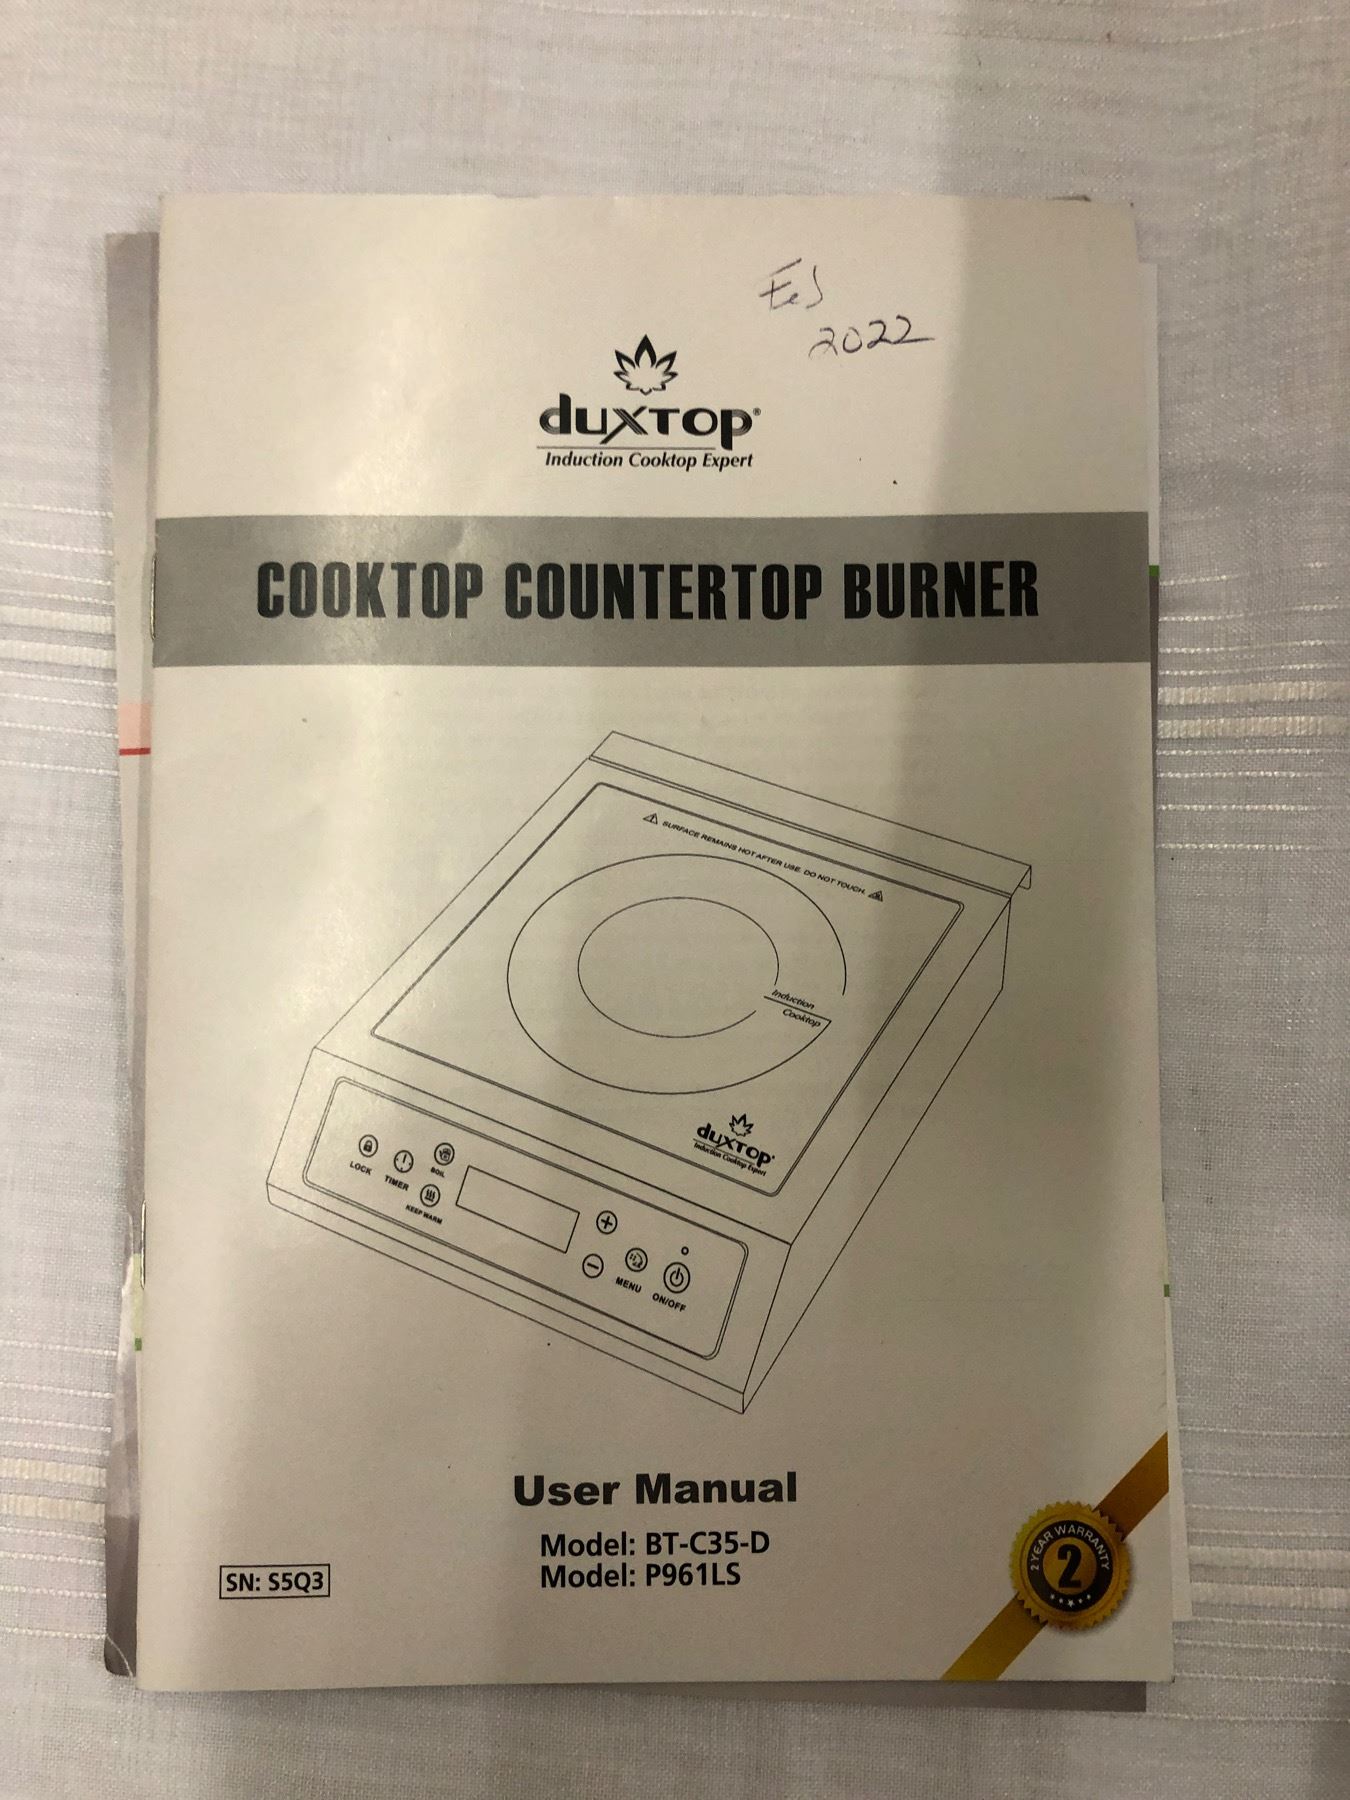 2022
duxTOP®
Induction Cooktop Expert
COOKTOP COUNTERTOP BURNER
SURFACE REMAINS HOT AFTER USE. DO NOT TOUCH.
Induction
Cooktop
duxTOP
Induction Cooktop Expert
LOCK
TIMER
BOIL
KEEP WARM
MENU
ON/OFF
User Manual
Model: BT-C35-D
Model: P961LS
SN: S5Q3
2 YEAR WARRANTY
2